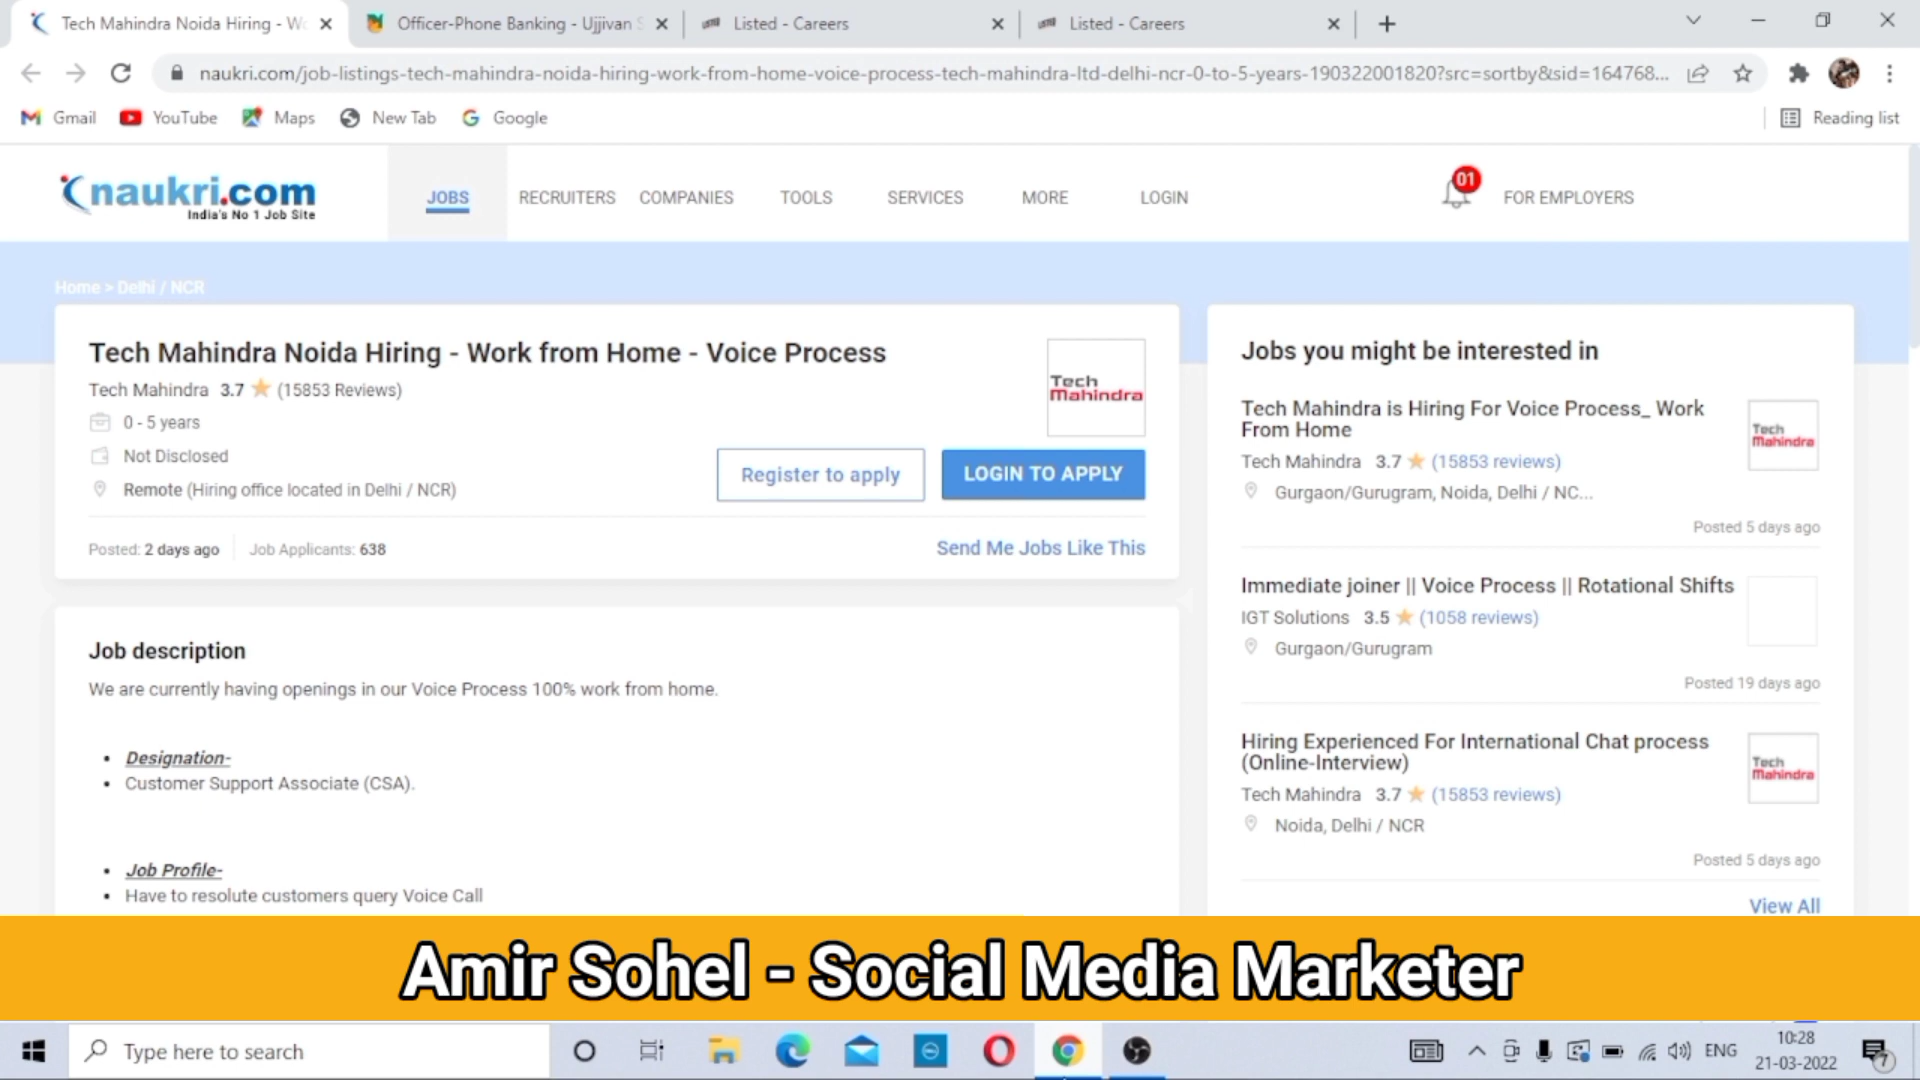 Tech Mahindra Noida Hiring - Wo
Officer-Phone Banking - Ujjivan S
Listed - Careers
Listed - Careers
naukri.com/job-listings-tech-mahindra-noida-hiring-work-from-home-voice-process-tech-mahindra-ltd-delhi-ncr-0-to-5-years-190322001820?src=sortby&sid=164768...
Gmail
YouTube
Maps
New Tab
Google
Reading list
naukri.com
India's No 1 Job Site
JOBS
RECRUITERS
COMPANIES
TOOLS
SERVICES
MORE
LOGIN
01
FOR EMPLOYERS
Home > Delhi / NCR
Tech Mahindra Noida Hiring - Work from Home - Voice Process
Tech Mahindra 3.7 (15853 Reviews)
0 - 5 years
Not Disclosed
Remote (Hiring office located in Delhi / NCR)
Tech
Mahindra
Register to apply
LOGIN TO APPLY
Posted: 2 days ago
Job Applicants: 638
Send Me Jobs Like This
Job description
We are currently having openings in our Voice Process 100% work from home.
• Designation-
• Customer Support Associate (CSA).
• Job Profile-
• Have to resolute customers query Voice Call
Jobs you might be interested in
Tech Mahindra is Hiring For Voice Process_ Work
From Home
Tech Mahindra 3.7 (15853 reviews)
Gurgaon/Gurugram, Noida, Delhi / NC...
Tech
Mahindra
Posted 5 days ago
Immediate joiner || Voice Process || Rotational Shifts
IGT Solutions 3.5 (1058 reviews)
Gurgaon/Gurugram
Posted 19 days ago
Hiring Experienced For International Chat process
(Online-Interview)
Tech Mahindra 3.7 (15853 reviews)
Noida, Delhi / NCR
Tech
Mahindra
Posted 5 days ago
View All
Amir Sohel - Social Media Marketer
Type here to search
ENG
10:28
21-03-2022
7